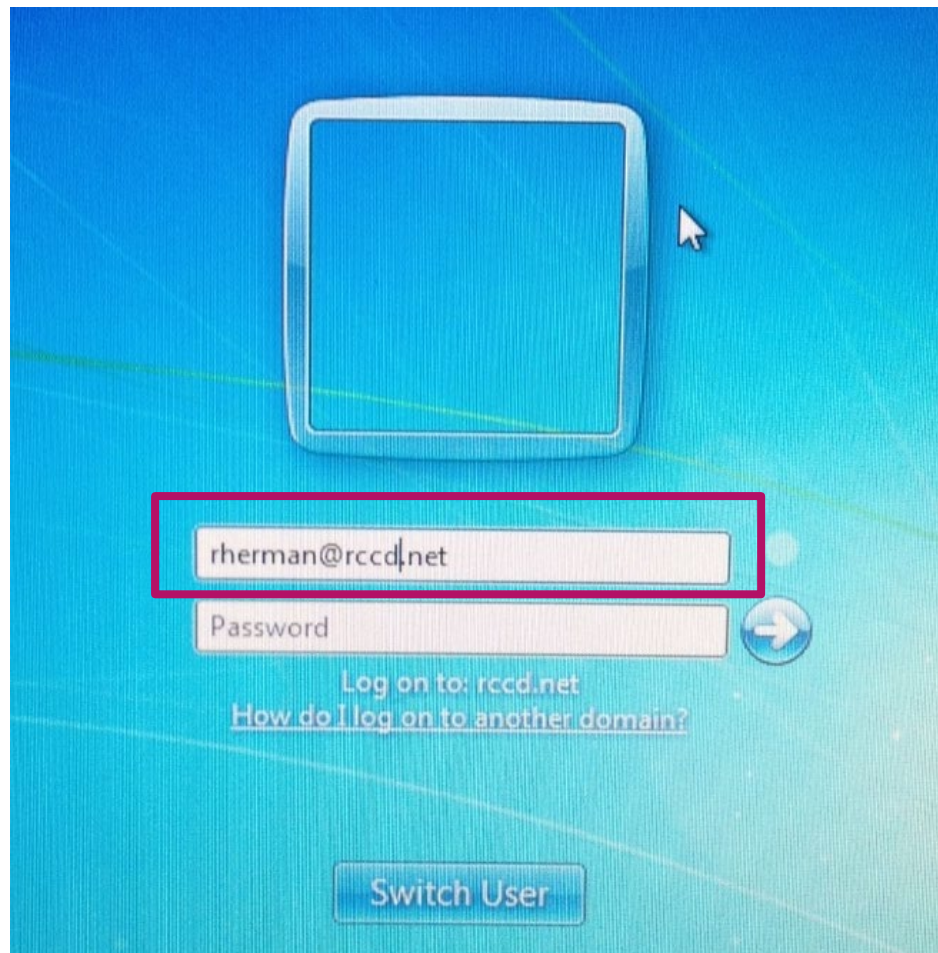 rherman@rccd.net
Password
Log on to: rccd.net
How do I log on to another domain?
Switch User